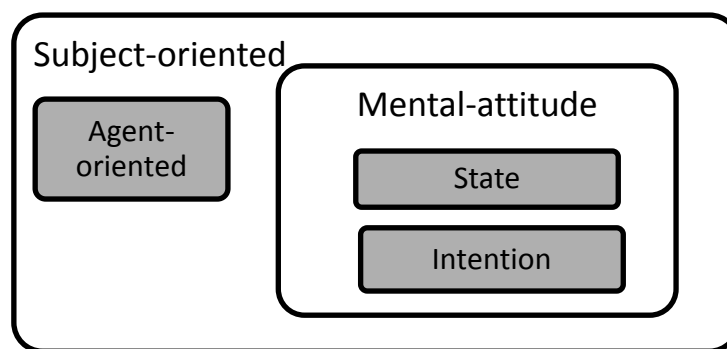 Subject-oriented
Mental-attitude
Agent-
oriented
State
Intention